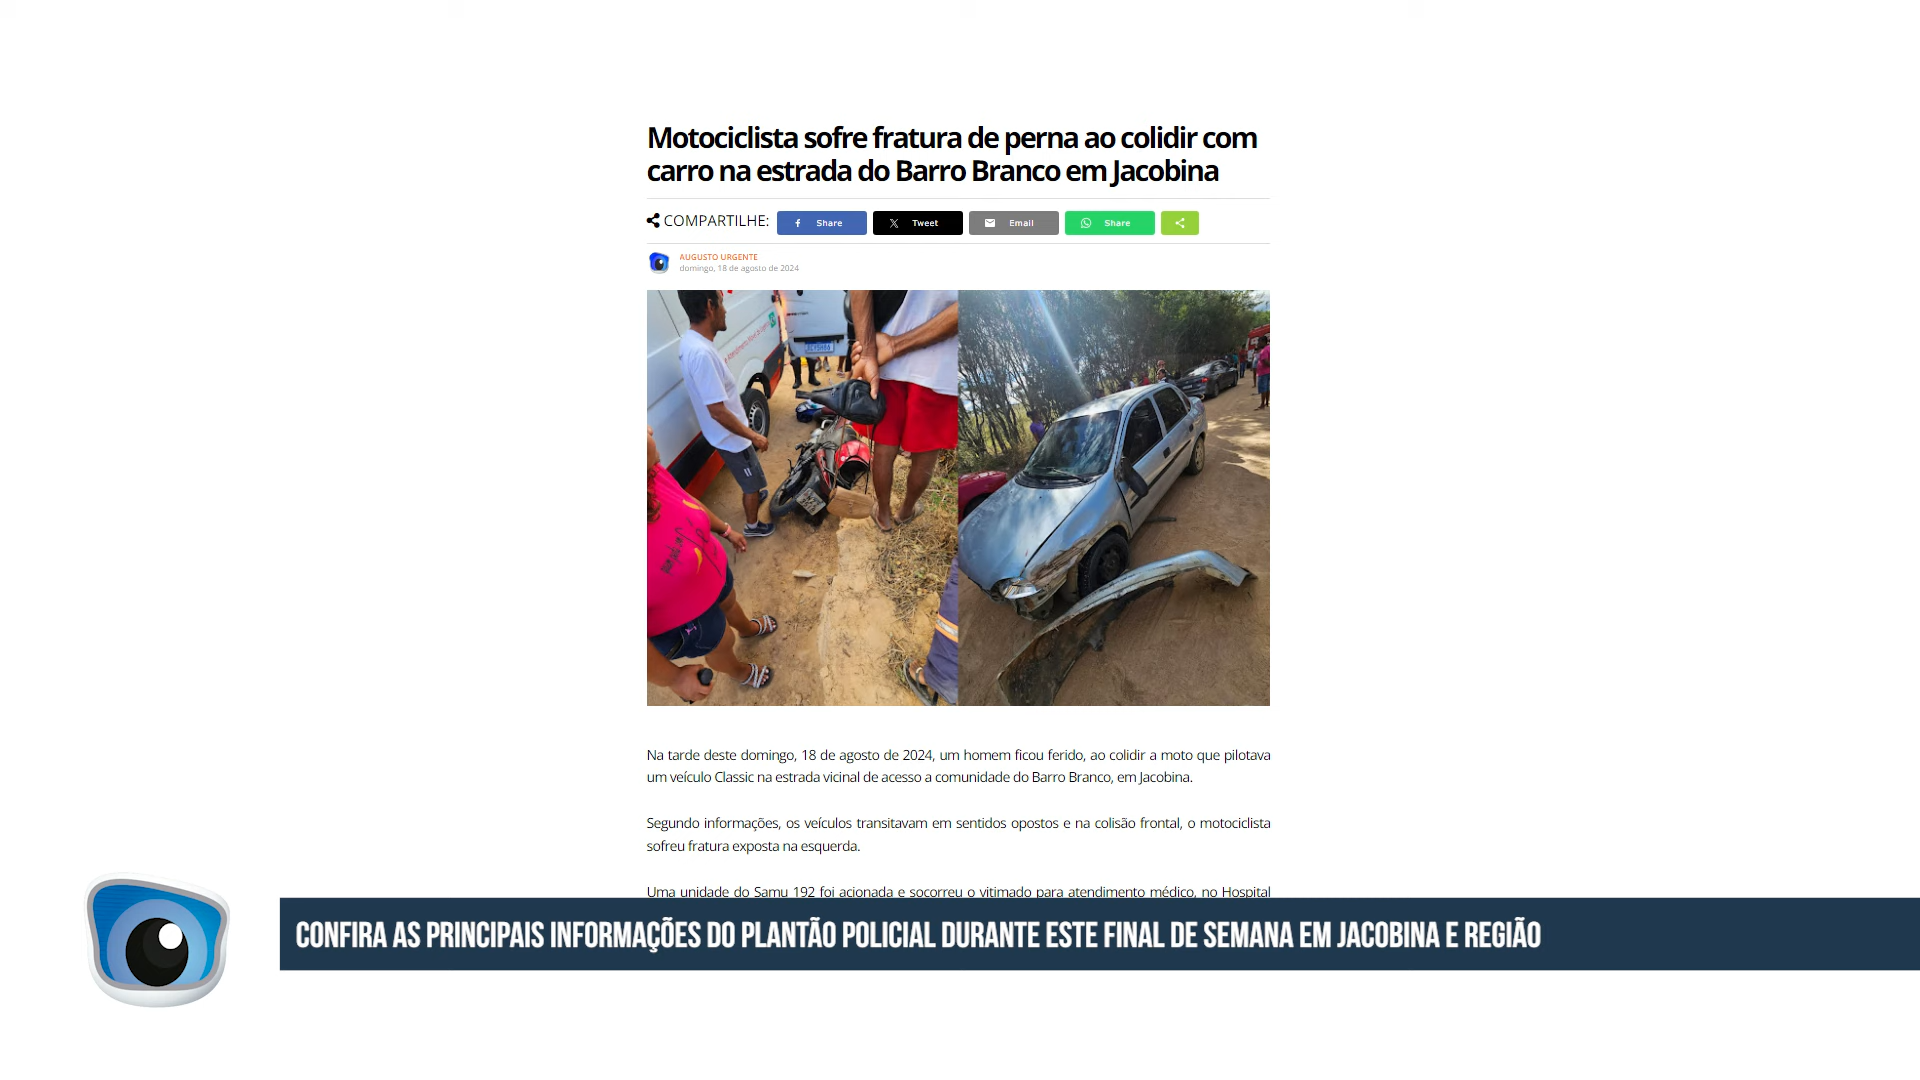 Motociclista sofre fratura de perna ao colidir com
carro na estrada do Barro Branco em Jacobina
COMPARTILHE:
Share
Tweet
Email
Share
AUGUSTO URGENTE
domingo, 18 de agosto de 2024
Na tarde deste domingo, 18 de agosto de 2024, um homem ficou ferido, ao colidir a moto que pilotava
um veículo Classic na estrada vicinal de acesso a comunidade do Barro Branco, em Jacobina.
Segundo informações, os veículos transitavam em sentidos opostos e na colisão frontal, o motociclista
sofreu fratura exposta na esquerda.
Uma unidade do Samu 192 foi acionada e socorreu o vitimado para atendimento médico, no Hospital
CONFIRA AS PRINCIPAIS INFORMAÇÕES DO PLANTÃO POLICIAL DURANTE ESTE FINAL DE SEMANA EM JACOBINA E REGIÃO